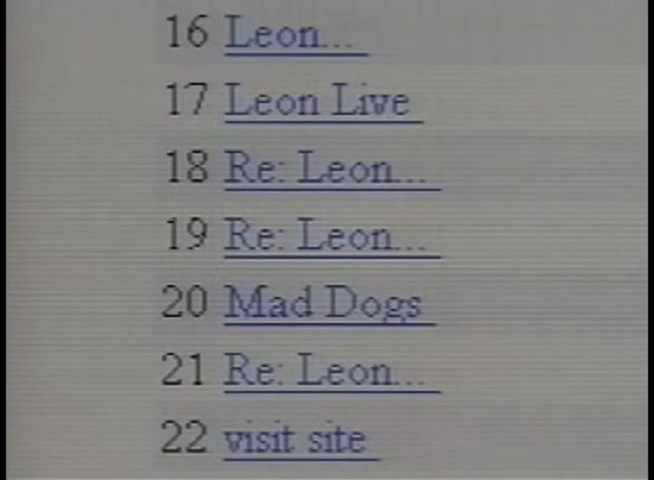 16 Leon...
17 Leon Live
18 Re: Leon...
19 Re: Leon...
20 Mad Dogs
21 Re: Leon...
22 visit site